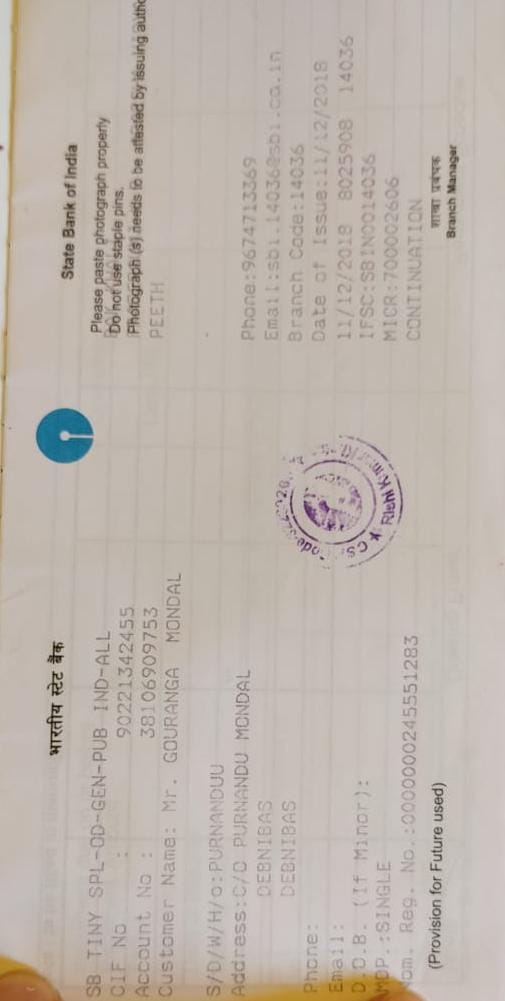 भारतीय स्टेट बैंक
State Bank of India
SB TINY SPL-OD-GEN-PUB IND-ALL
CIF No : 90221342455
Account No : 38106909753
Customer Name: Mr. GOURANGA MONDAL
S/D/W/H/o:PURNANDUU
Address:C/O PURNANDU MONDAL
DEBNIBAS
DEBNIBAS
Phone:
Email:
D.O.B. (If Minor):
MOP.:SINGLE
Nom. Reg. No.:0000000245551283
(Provision for Future used)
Please paste photograph property
Do not use staple pins.
Photograph (s) needs to be attested by issuing
PEETH
Phone:9674713369
Email:sbi.14036@sbi.co.in
Branch Code:14036
Date of Issue:11/12/2018
11/12/2018 8025908 14036
IFSC:SBIN0014036
MICR:700002606
CONTINUATION
शाखा प्रबंधक
Branch Manager